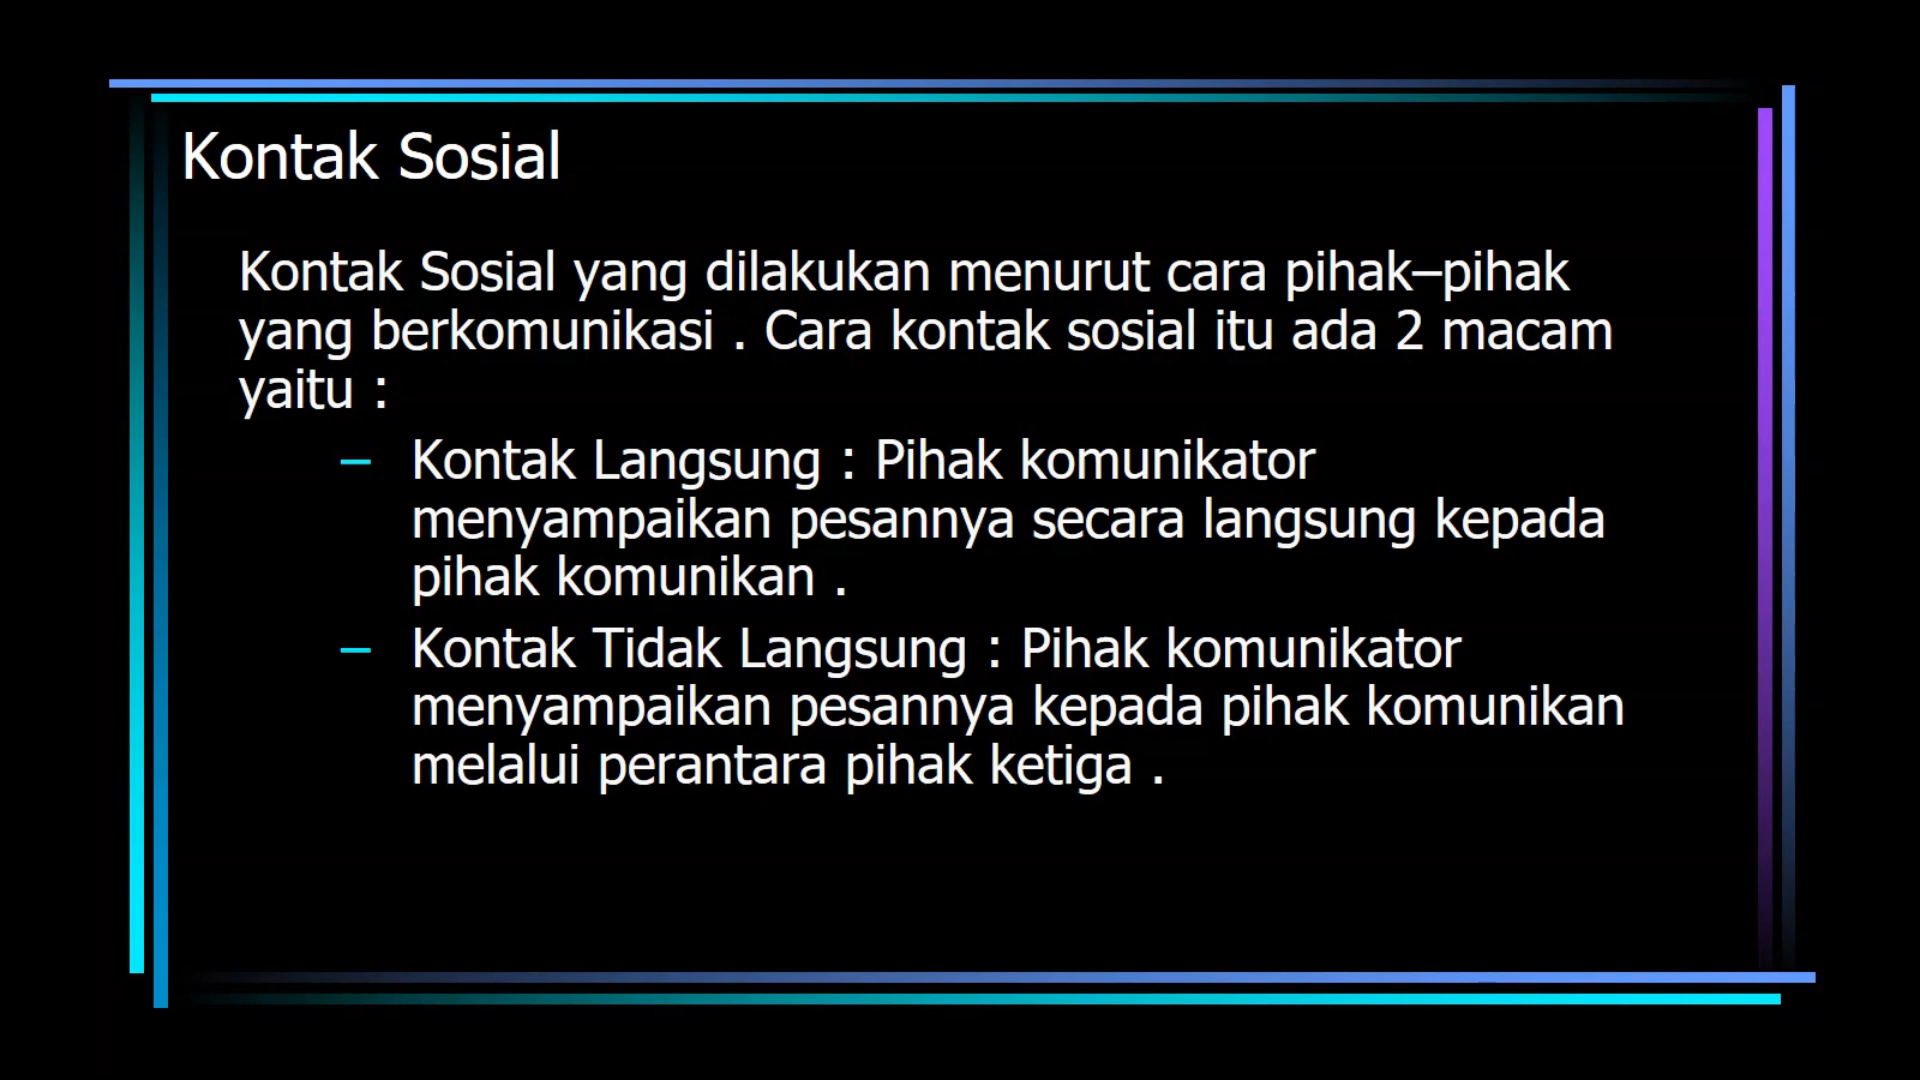 Kontak Sosial
Kontak Sosial yang dilakukan menurut cara pihak–pihak
yang berkomunikasi . Cara kontak sosial itu ada 2 macam
yaitu :
– Kontak Langsung : Pihak komunikator
menyampaikan pesannya secara langsung kepada
pihak komunikan .
– Kontak Tidak Langsung : Pihak komunikator
menyampaikan pesannya kepada pihak komunikan
melalui perantara pihak ketiga .